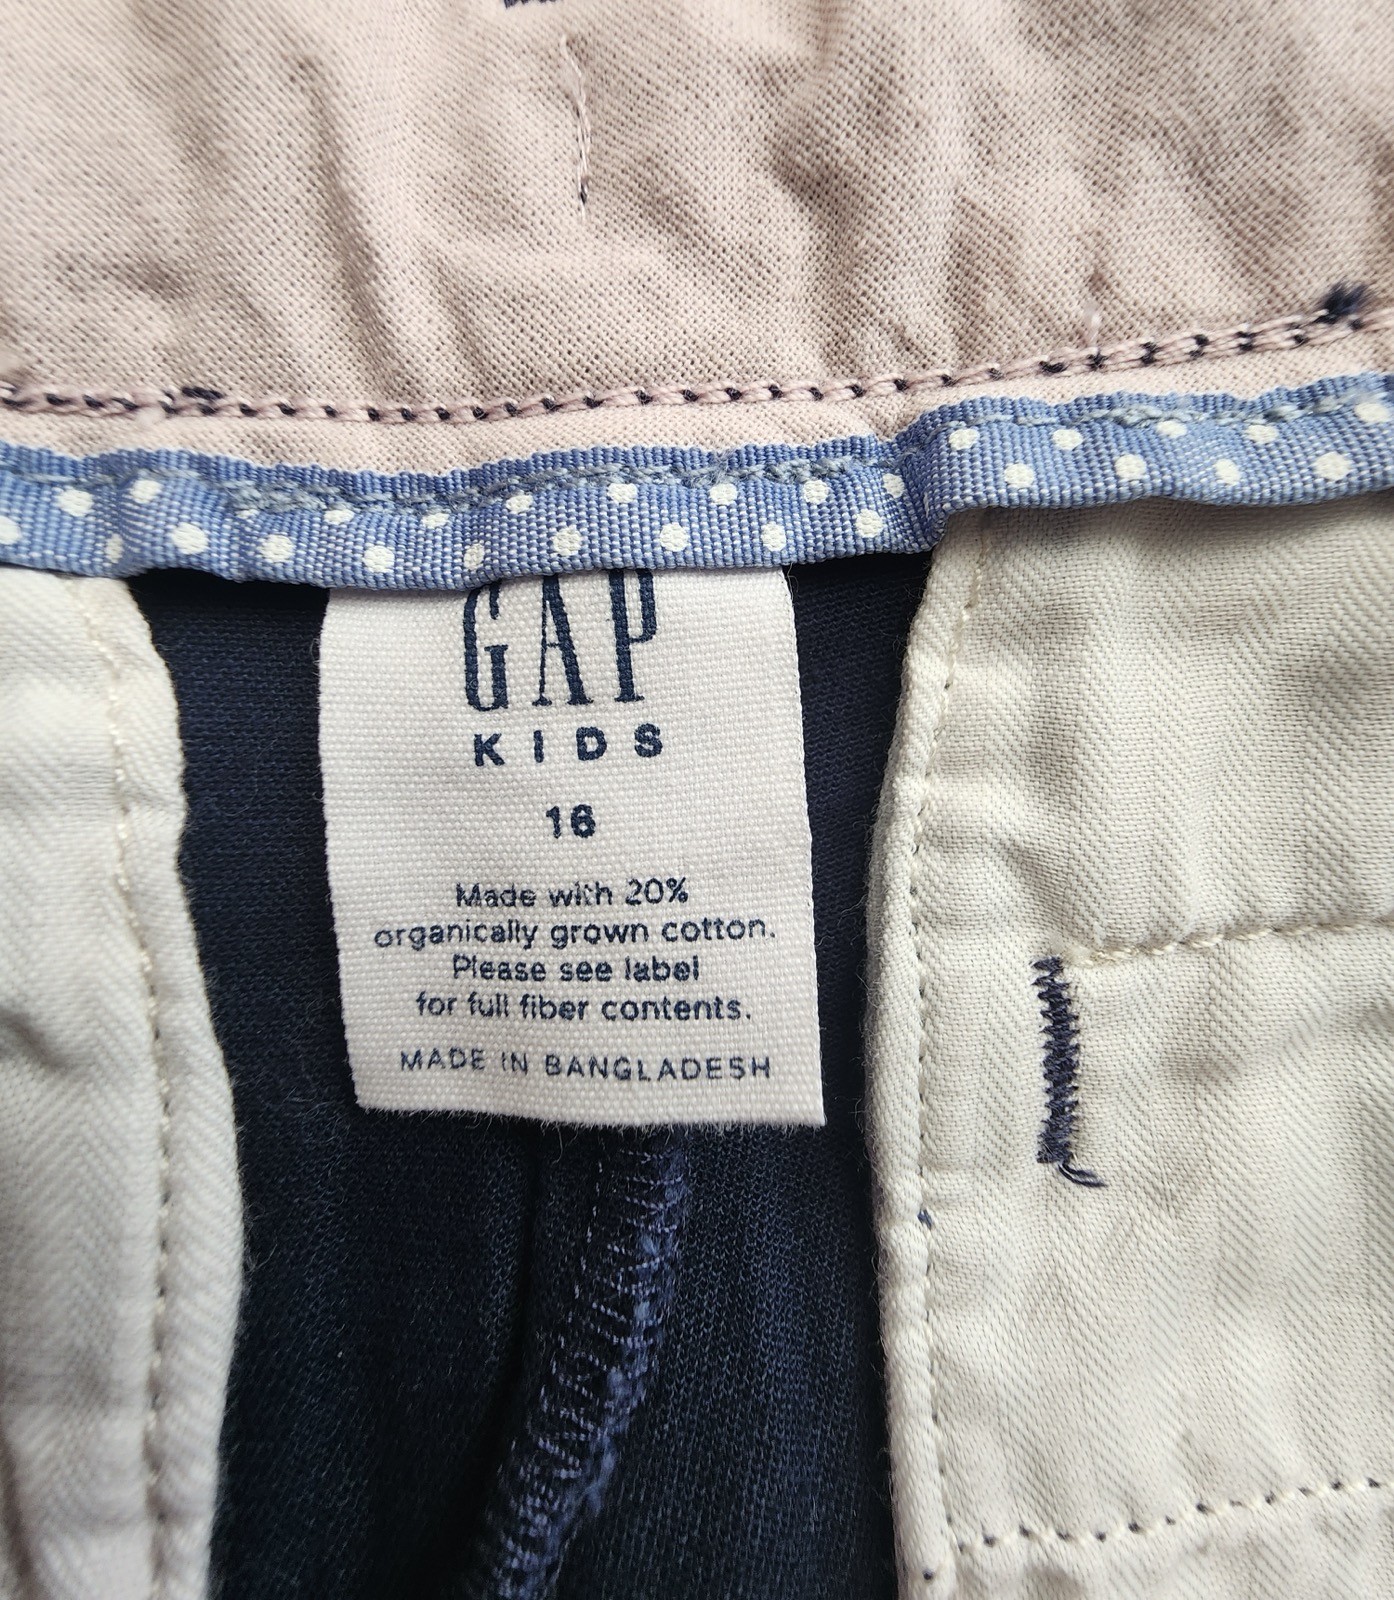 GAP
KIDS
16
Made with 20%
organically grown cotton.
Please see label
for full fiber contents.
MADE IN BANGLADESH